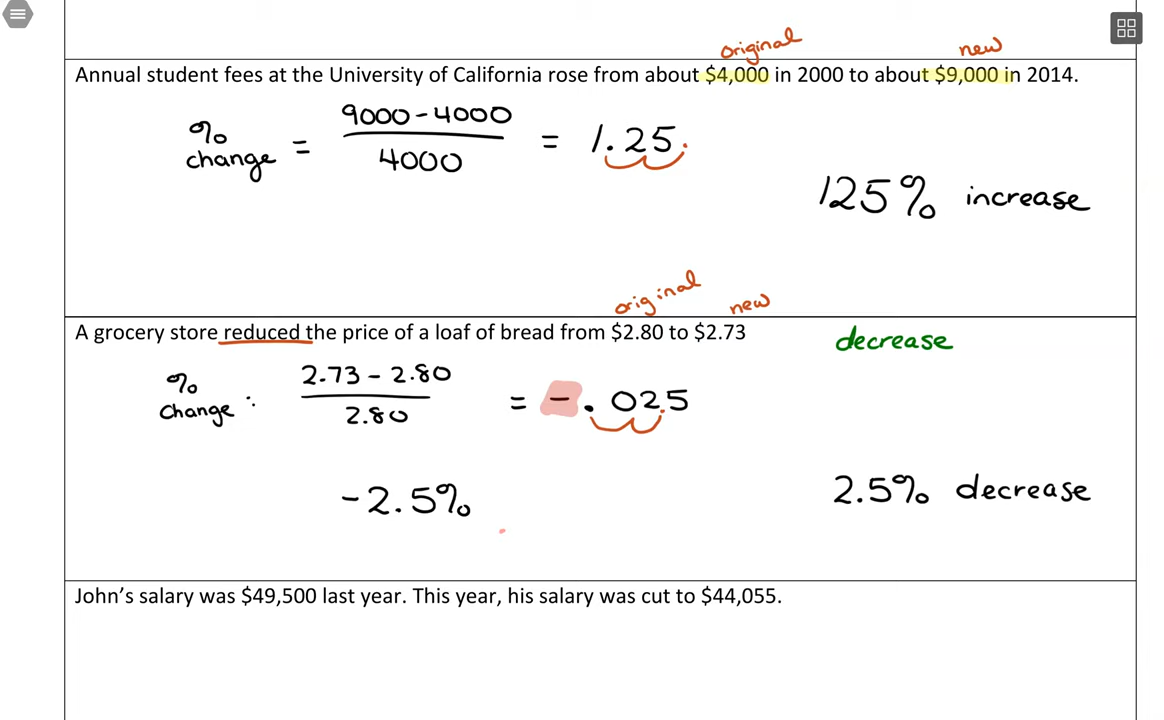 original new
Annual student fees at the University of California rose from about $4,000 in 2000 to about $9,000 in 2014.
% change = 9000 - 4000 / 4000 = 1.25.
125% increase
original new
A grocery store reduced the price of a loaf of bread from $2.80 to $2.73
decrease
% change: 2.73 - 2.80 / 2.80 = -.02.5
-2.5%
2.5% decrease
John's salary was $49,500 last year. This year, his salary was cut to $44,055.